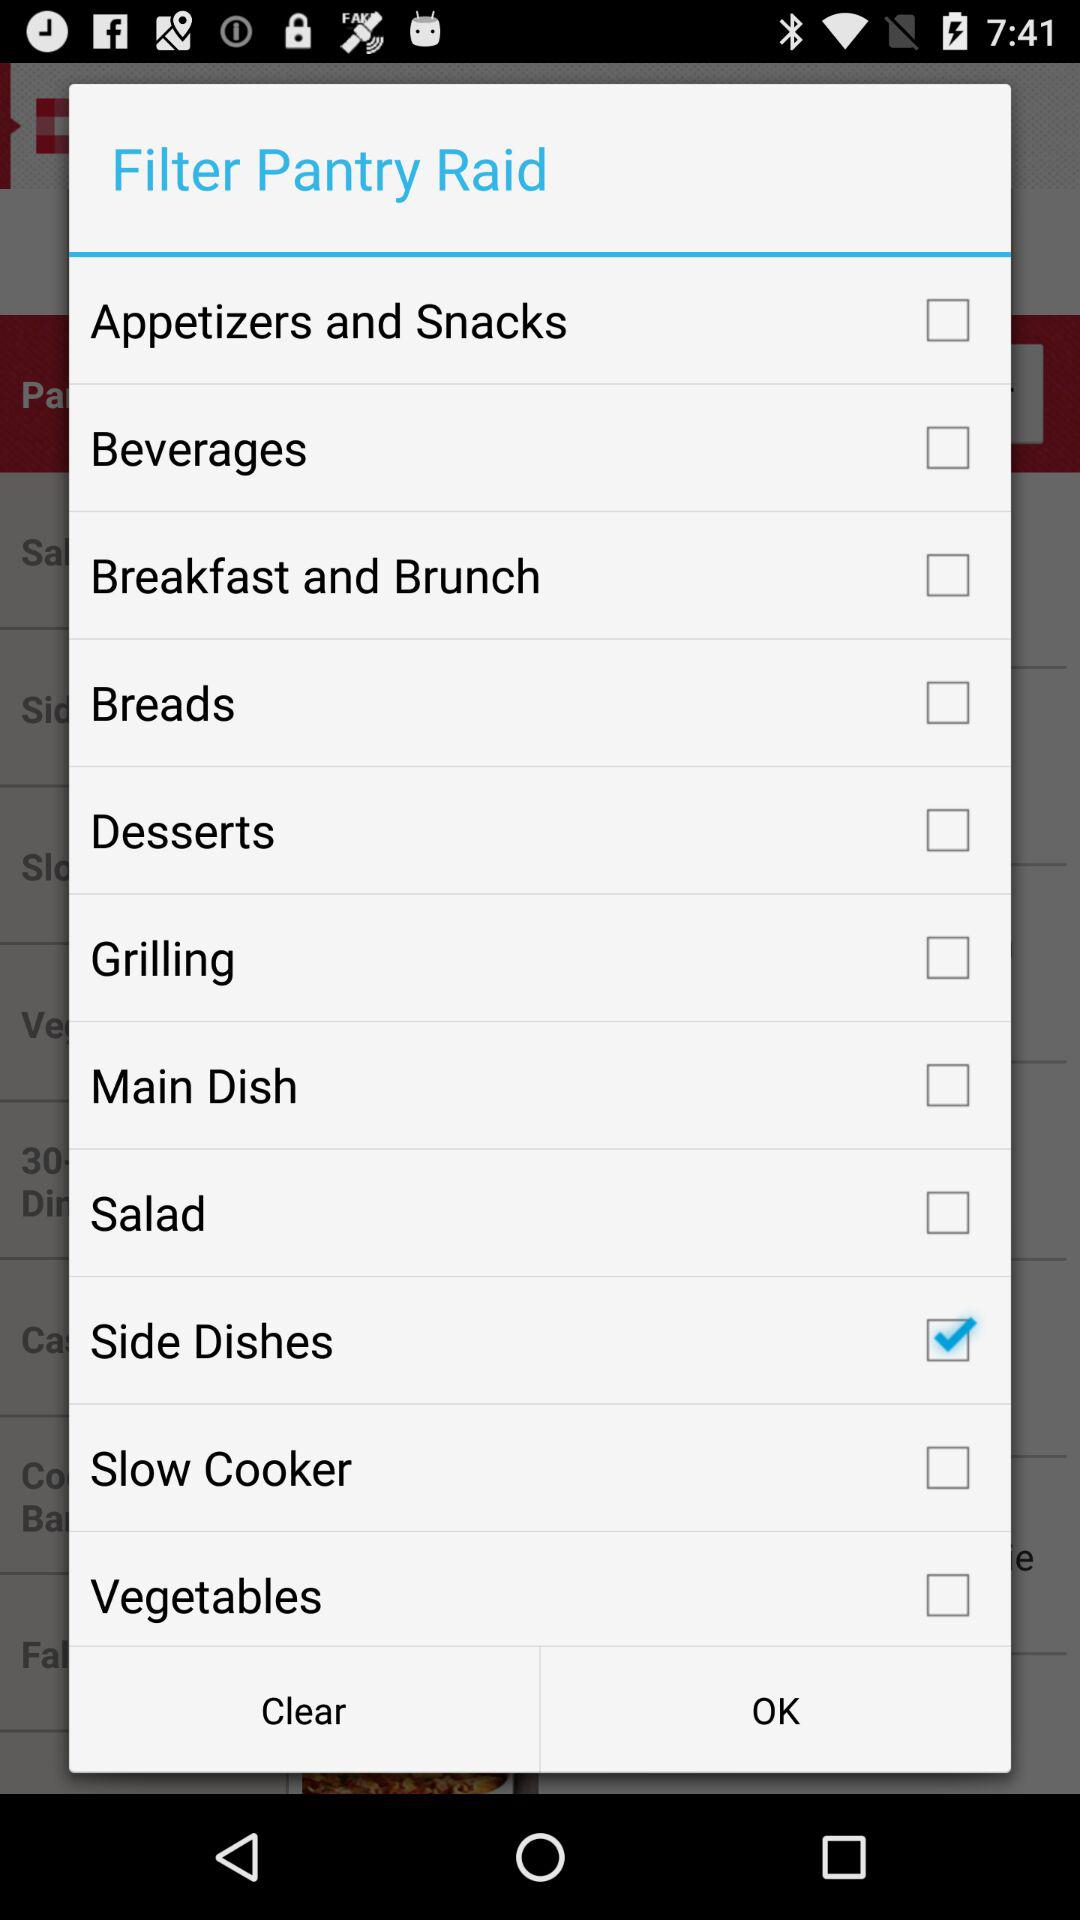 FAKE
7:41
Filter Pantry Raid
Appetizers and Snacks
Beverages
Breakfast and Brunch
Breads
Desserts
Grilling
Main Dish
Salad
Side Dishes
Slow Cooker
Vegetables
Clear
OK